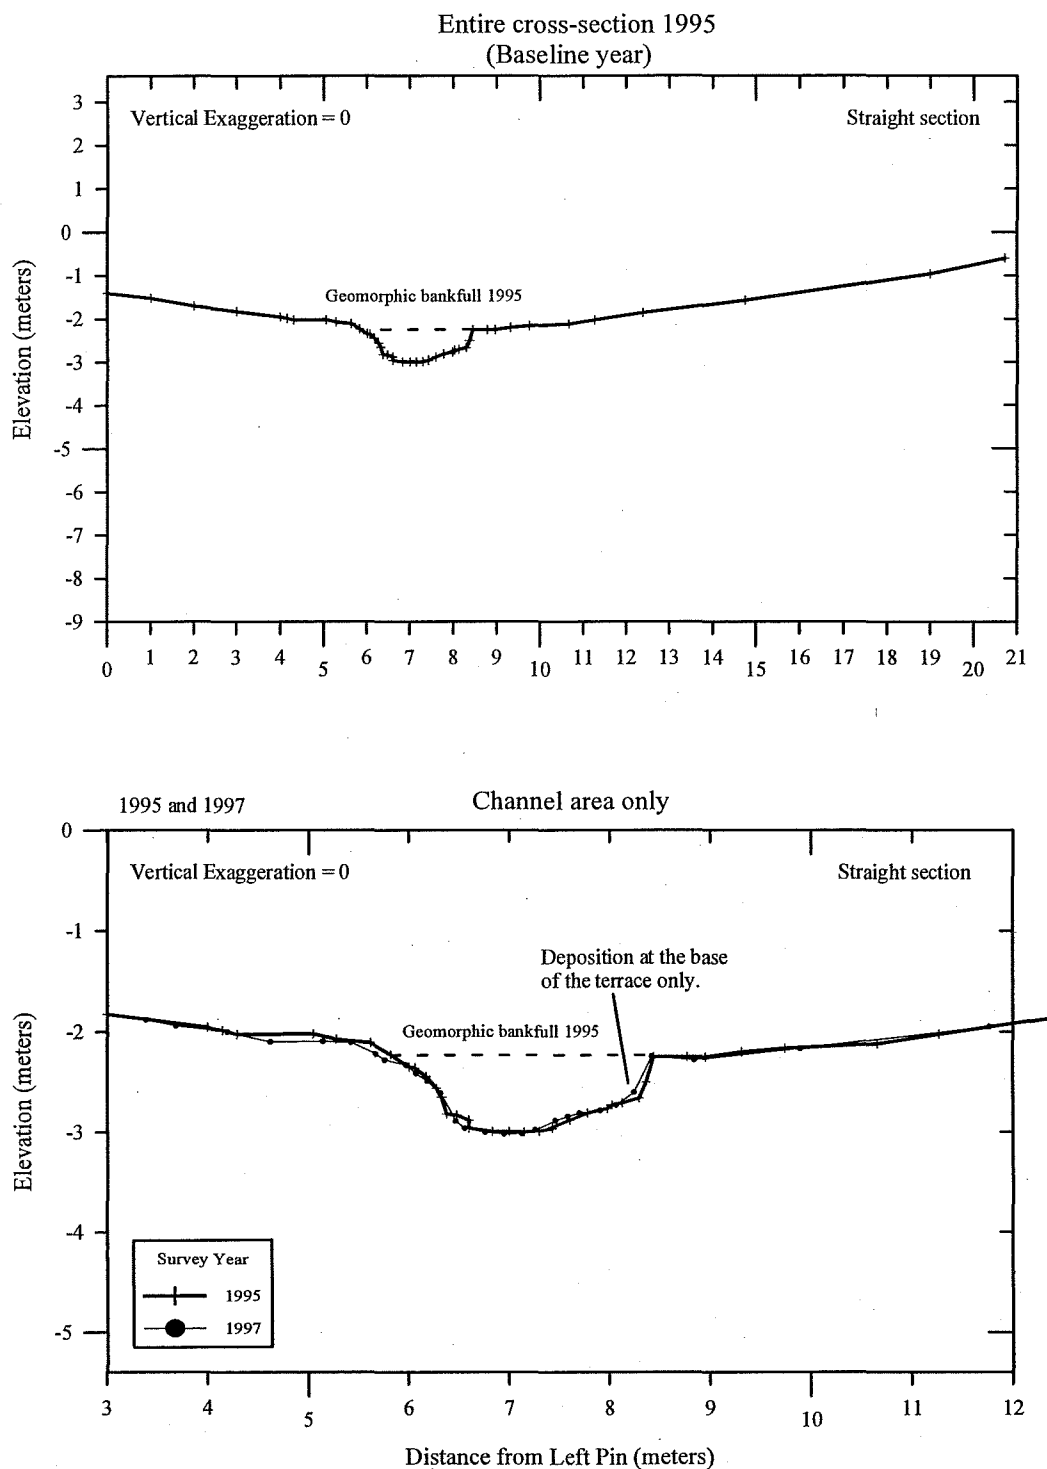 Entire cross-section 1995
(Baseline year)
Vertical Exaggeration = 0
Straight section
3
2
1
0
-1
-2
-3
-4
-5
-6
-7
-8
-9
Elevation (meters)
Geomorphic bankfull 1995
0 1 2 3 4 5 6 7 8 9 10 11 12 13 14 15 16 17 18 19 20 21
1995 and 1997
Channel area only
Vertical Exaggeration = 0
Straight section
0
-1
-2
-3
-4
-5
Elevation (meters)
Deposition at the base
of the terrace only.
Geomorphic bankfull 1995
Survey Year
1995
1997
3 4 5 6 7 8 9 10 11 12
Distance from Left Pin (meters)